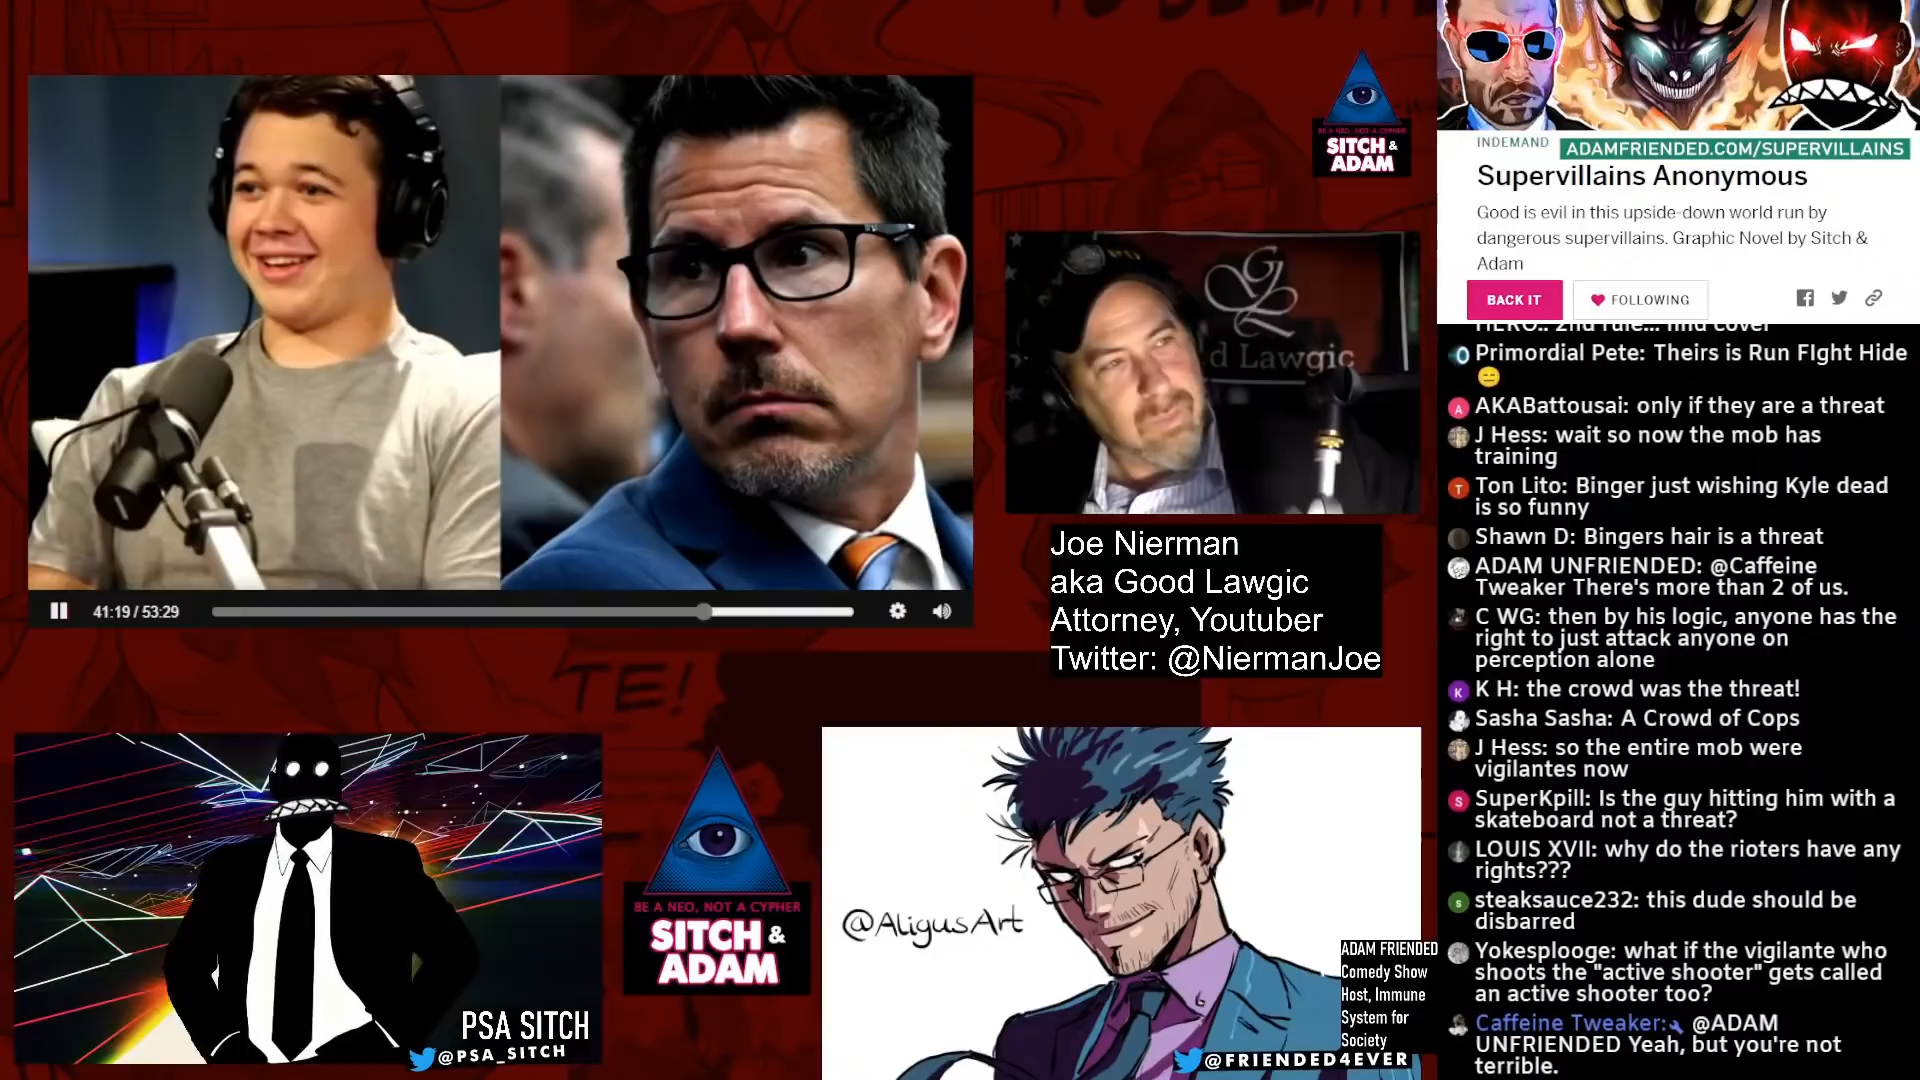 TO BE LATE
BE A NEO, NOT A CYPHER
SITCH &
ADAM
Good Lawgic
41:19 / 53:29
Joe Nierman
aka Good Lawgic
Attorney, Youtuber
Twitter: @NiermanJoe
TE!
PSA SITCH
@PSA_SITCH
BE A NEO, NOT A CYPHER
SITCH &
ADAM
@AligusArt
ADAM FRIENDED
Comedy Show
Host, Immune
System for
Society
@FRIENDED4EVER
INDEMAND
ADAMFRIENDED.COM/SUPERVILLAINS
Supervillains Anonymous
Good is evil in this upside-down world run by
dangerous supervillains. Graphic Novel by Sitch &
Adam
BACK IT
FOLLOWING
HERO.. 2nd rule... find cover
Primordial Pete: Theirs is Run FIght Hide
😑
AKABattousai: only if they are a threat
J Hess: wait so now the mob has
training
Ton Lito: Binger just wishing Kyle dead
is so funny
Shawn D: Bingers hair is a threat
ADAM UNFRIENDED: @Caffeine
Tweaker There's more than 2 of us.
C WG: then by his logic, anyone has the
right to just attack anyone on
perception alone
K H: the crowd was the threat!
Sasha Sasha: A Crowd of Cops
J Hess: so the entire mob were
vigilantes now
SuperKpill: Is the guy hitting him with a
skateboard not a threat?
LOUIS XVII: why do the rioters have any
rights???
steaksauce232: this dude should be
disbarred
Yokesplooge: what if the vigilante who
shoots the "active shooter" gets called
an active shooter too?
Caffeine Tweaker: @ADAM
UNFRIENDED Yeah, but you're not
terrible.